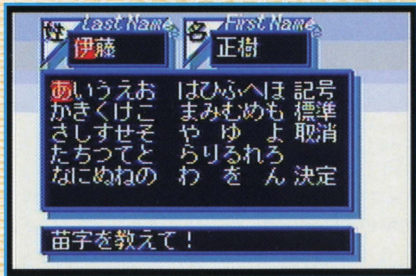 姓 Last Name 名 First Name
伊藤 正樹
あいうえお はひふへほ 記号
かきくけこ まみむめも 標準
さしすせそ や ゆ よ 取消
たちつてと らりるれろ
なにぬねの わ を ん 決定
苗字を教えて!